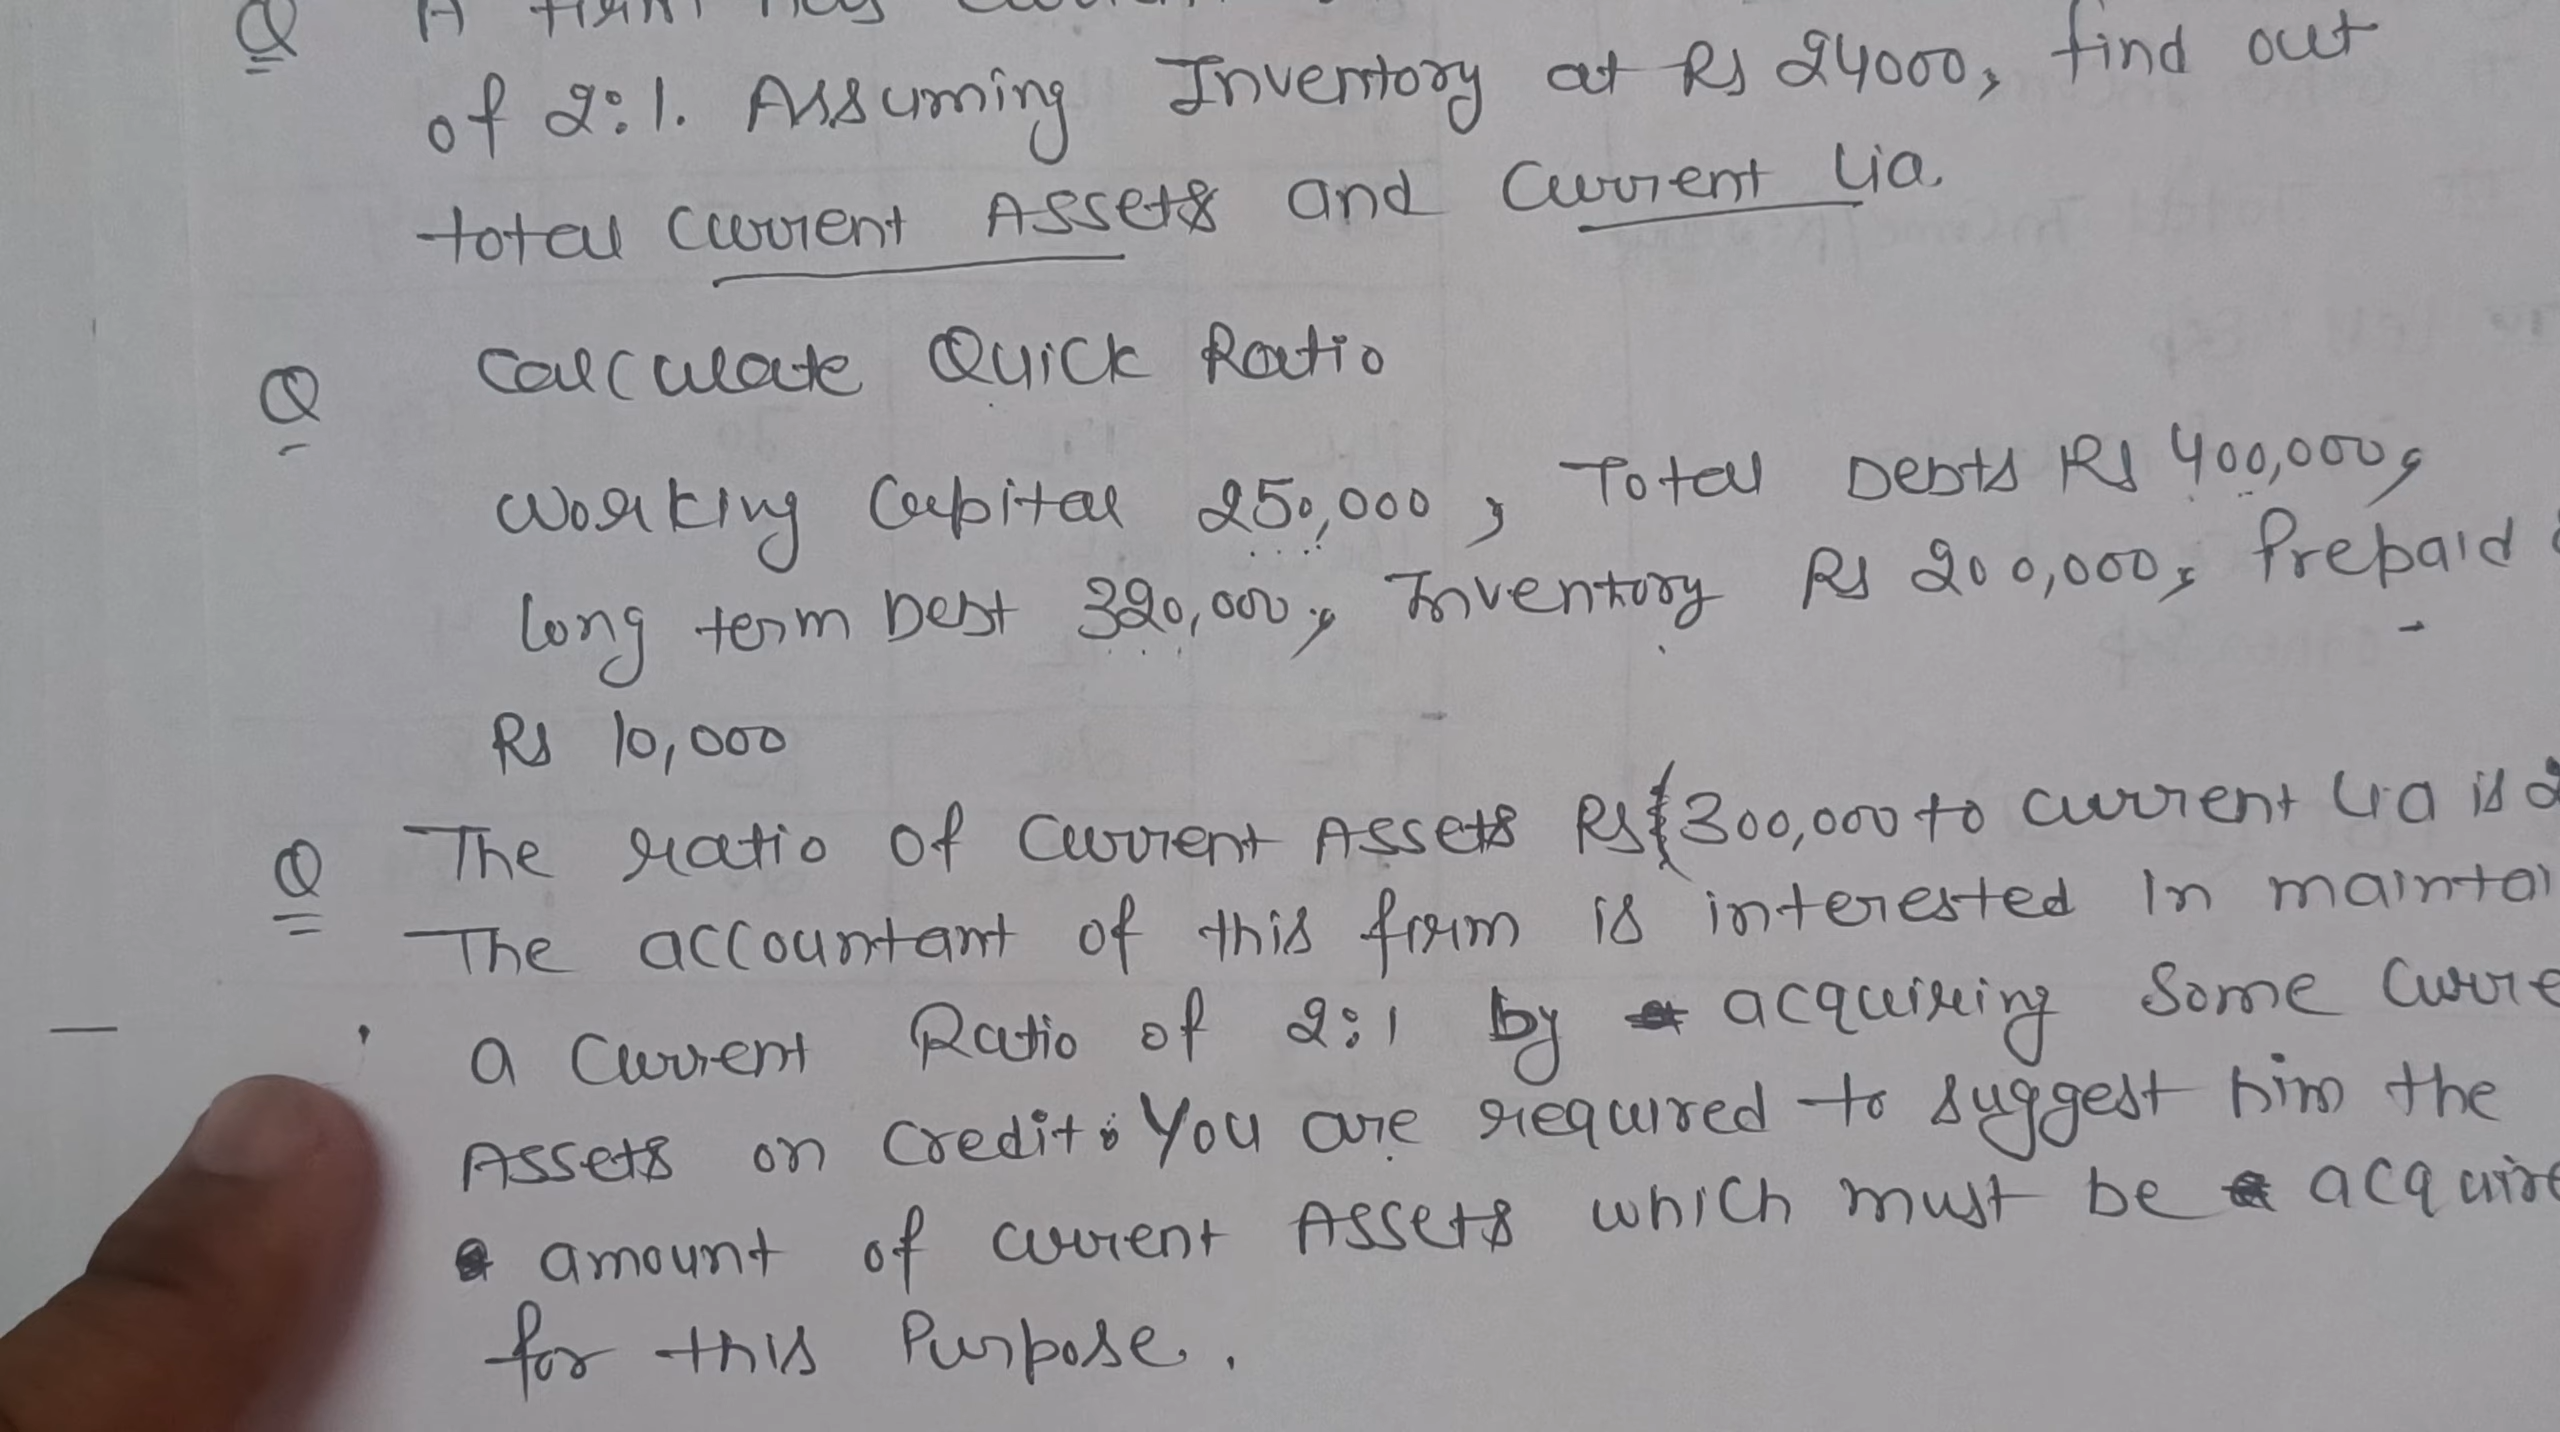 Q
of 2:1. Assuming Inventory at Rs 24000, find out
total current Assets and Current Lia.
Q Calculate Quick Ratio
Working Capital 250,000, Total Debts Rs 400,000,
Long term Debt 320,000, Inventory Rs 200,000, Prepaid
Rs 10,000
Q The ratio of Current Assets Rs 300,000 to current Lia is 2
The accountant of this firm is interested in maintai
a Current Ratio of 2:1 by acquiring some Curre
Assets on credit. You are required to suggest him the
amount of current Assets which must be acquire
for this Purpose.